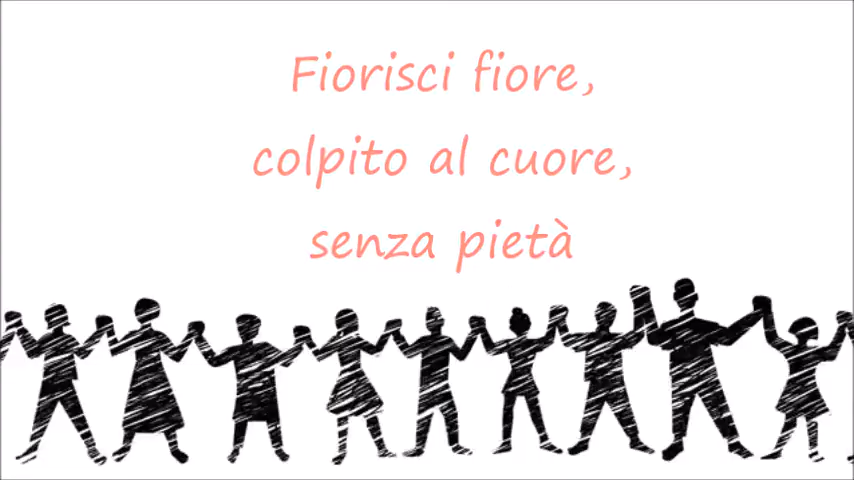 Fiorisci fiore,
colpito al cuore,
senza pietà